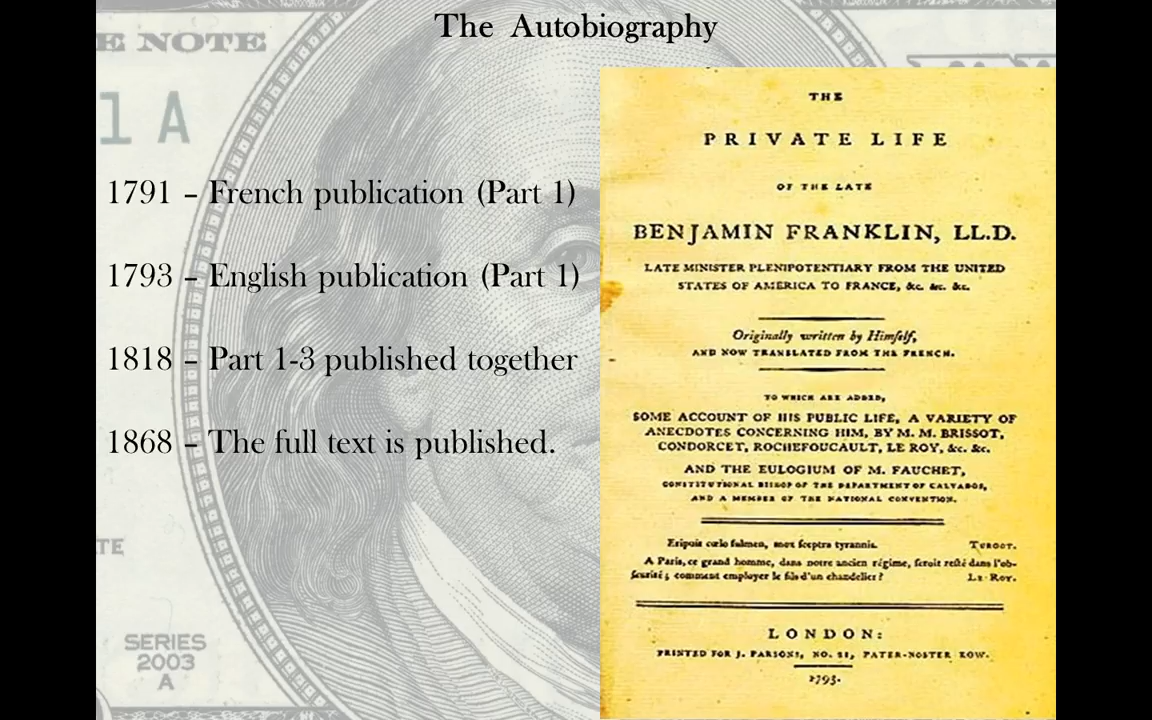 The Autobiography
E NOTE
1 A
1791 – French publication (Part 1)
1793 – English publication (Part 1)
1818 – Part 1-3 published together
1868 – The full text is published.
TE
SERIES
2003
A
THE
PRIVATE LIFE
OF THE LATE
BENJAMIN FRANKLIN, LL.D.
LATE MINISTER PLENIPOTENTIARY FROM THE UNITED
STATES OF AMERICA TO FRANCE, &c. &c. &c.
Originally written by Himſelf,
AND NOW TRANSLATED FROM THE FRENCH.
TO WHICH ARE ADDED,
SOME ACCOUNT OF HIS PUBLIC LIFE, A VARIETY OF
ANECDOTES CONCERNING HIM, BY M. M. BRISSOT,
CONDORCET, ROCHEFOUCAULT, LE ROY, &c. &c.
AND THE EULOGIUM OF M. FAUCHET,
CONSTITUTIONAL BISHOP OF THE DEPARTMENT OF CALVADOS,
AND A MEMBER OF THE NATIONAL CONVENTION.
Eripuit cœlo fulmen, mox ſceptra tyrannis. TURGOT.
A Paris, ce grand homme, dans notre ancien régime, ſeroit reſté dans l'ob-
ſcurité; comment employer le fils d'un chandelier? LE ROY.
LONDON:
PRINTED FOR J. PARSONS, NO. 21, PATER-NOSTER ROW.
1793.